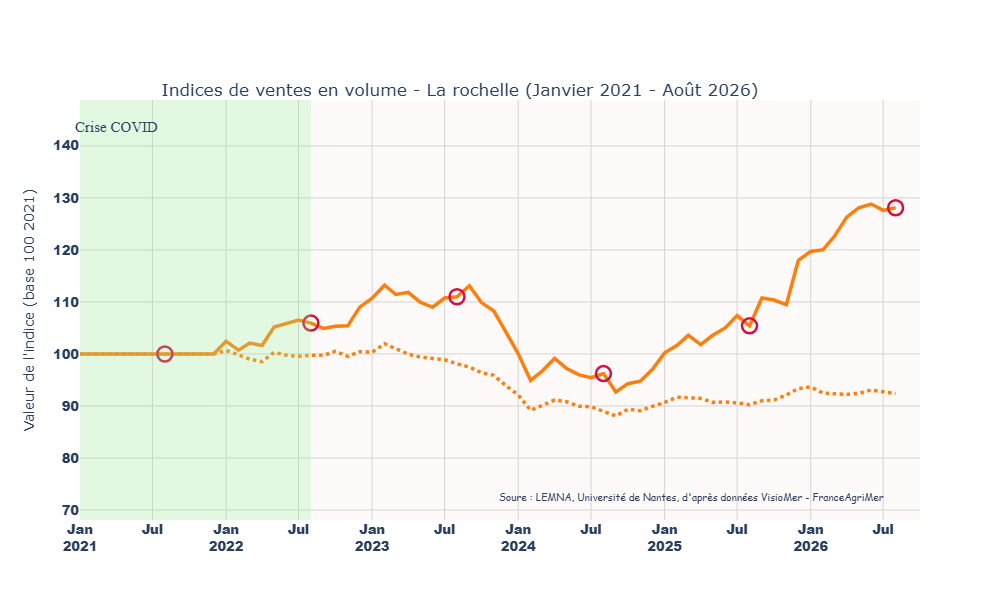 Indices de ventes en volume - La rochelle (Janvier 2021 - Août 2026)
Crise COVID
Valeur de l'indice (base 100 2021)
140
130
120
110
100
90
80
70
Soure : LEMNA, Université de Nantes, d'après données VisioMer - FranceAgriMer
Jan Jul Jan Jul Jan Jul Jan Jul Jan Jul Jan Jul
2021 2022 2023 2024 2025 2026